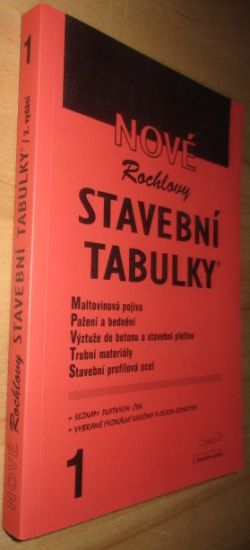 1
NOVÉ Rochlovy STAVEBNÍ TABULKY / 2. vydání
NOVÉ
Rochlovy
STAVEBNÍ
TABULKY®
Maltovinová pojiva
Pažení a bednění
Výztuže do betonu a stavební pletiva
Trubní materiály
Stavební profilová ocel
+ SEZNAM PLATNÝCH ČSN
+ VYBRANÉ FYZIKÁLNÍ VELIČINY A JEJICH JEDNOTKY
1